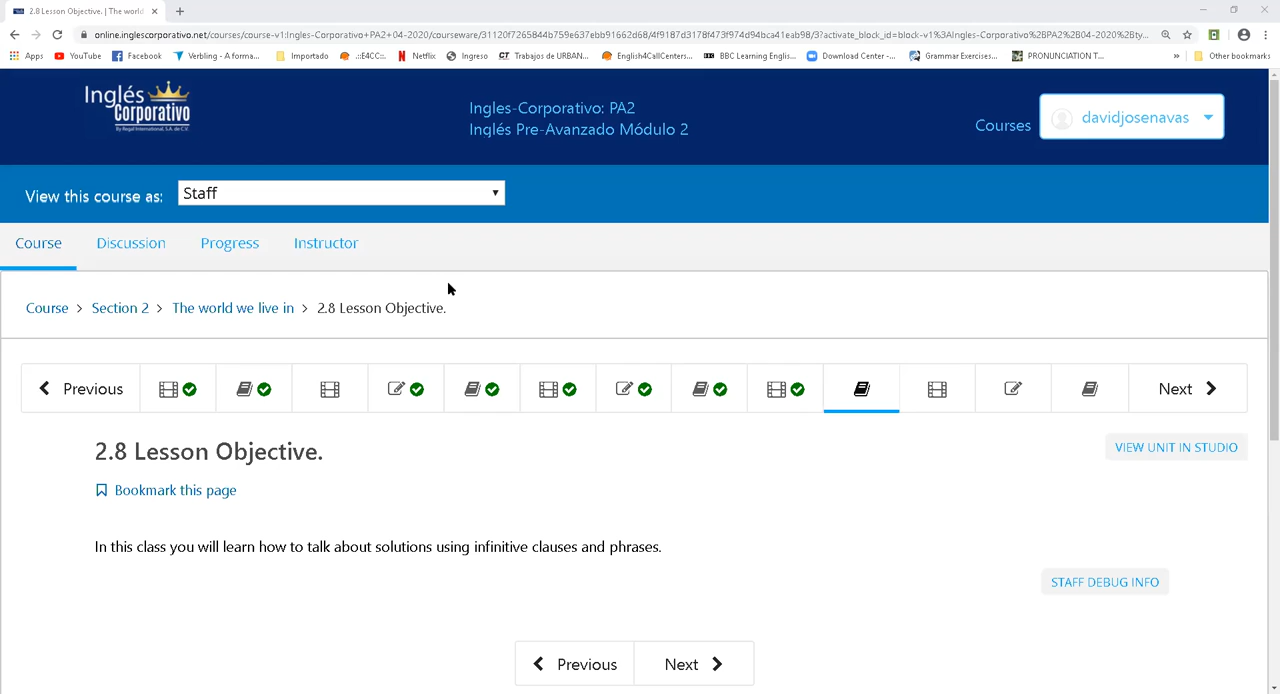 2.8 Lesson Objective. | The world
online.inglescorporativo.net/courses/course-v1:Ingles-Corporativo+PA2+04-2020/courseware/31120f7265844b759e637ebb91662d68/4f9187d3178f473f974d94bca41eab98/3?activate_block_id=block-v1%3AIngles-Corporativo%2BPA2%2B04-2020%2Bty...
Apps YouTube Facebook Verbling - A forma... Importado .::E4CC::. Netflix Ingreso Trabajos de URBAN... English4CallCenters... BBC Learning Englis... Download Center -... Grammar Exercises... PRONUNCIATION T... » Other bookmarks
Inglés
Corporativo
By Regal International, S.A. de C.V.
Ingles-Corporativo: PA2
Inglés Pre-Avanzado Módulo 2
Courses davidjosenavas
View this course as: Staff
Course Discussion Progress Instructor
Course > Section 2 > The world we live in > 2.8 Lesson Objective.
Previous Next
2.8 Lesson Objective.
VIEW UNIT IN STUDIO
Bookmark this page
In this class you will learn how to talk about solutions using infinitive clauses and phrases.
STAFF DEBUG INFO
Previous Next